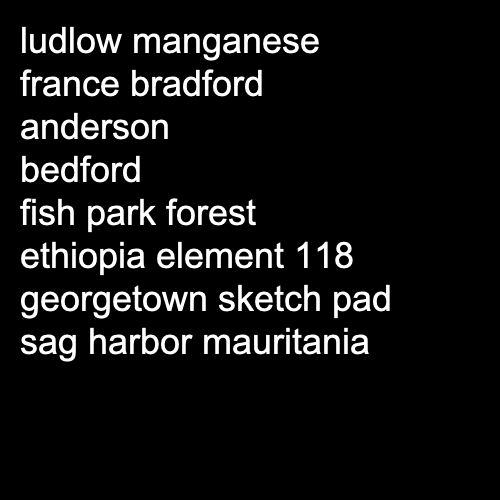 ludlow manganese
france bradford
anderson
bedford
fish park forest
ethiopia element 118
georgetown sketch pad
sag harbor mauritania